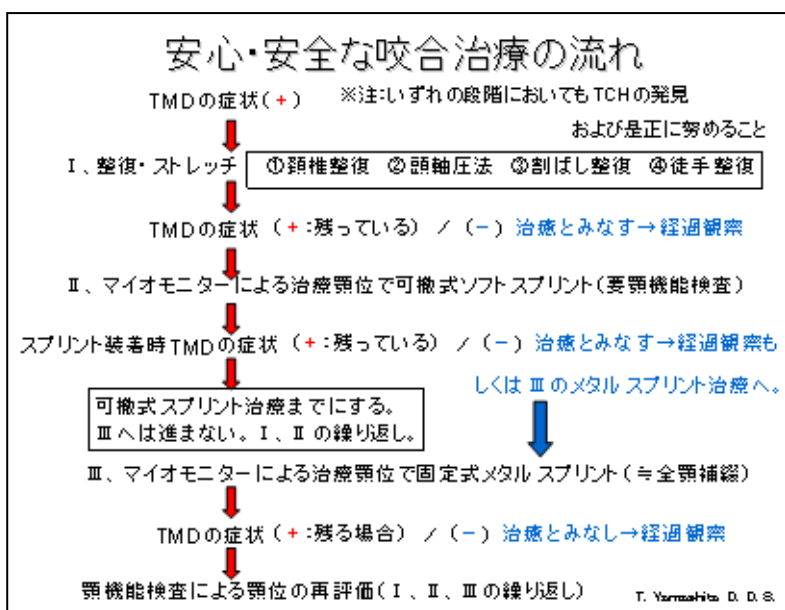 安心・安全な咬合治療の流れ
TMDの症状(+)　※注：いずれの段階においてもTCHの発見
および是正に努めること
Ⅰ、整復・ストレッチ　①頚椎整復　②頭軸圧法　③割ばし整復　④徒手整復
TMDの症状（+：残っている）／（－）治癒とみなす→経過観察
Ⅱ、マイオモニターによる治療顎位で可撤式ソフトスプリント(要顎機能検査)
スプリント装着時TMDの症状（+：残っている）／（－）治癒とみなす→経過観察も
しくはⅢのメタルスプリント治療へ。
可撤式スプリント治療までにする。
Ⅲへは進まない。Ⅰ、Ⅱの繰り返し。
Ⅲ、マイオモニターによる治療顎位で固定式メタルスプリント(≒全顎補綴)
TMDの症状(+：残る場合)／(－)治癒とみなし→経過観察
顎機能検査による顎位の再評価(Ⅰ、Ⅱ、Ⅲの繰り返し)
T. Yamashita D. D. S.